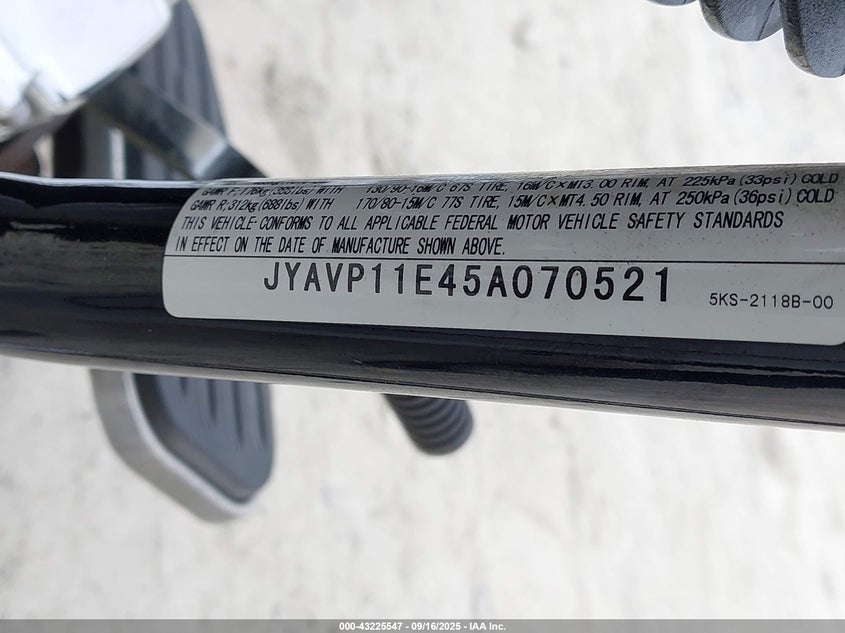 GAWR F:176kg(388lbs) WITH 130/90-16M/C 67S TIRE, 16M/C×MT3.00 RIM, AT 225kPa(33psi) COLD
GAWR R:312kg(688lbs) WITH 170/80-15M/C 77S TIRE, 15M/C×MT4.50 RIM, AT 250kPa(36psi) COLD
THIS VEHICLE CONFORMS TO ALL APPLICABLE FEDERAL MOTOR VEHICLE SAFETY STANDARDS
IN EFFECT ON THE DATE OF MANUFACTURE SHOWN ABOVE.
JYAVP11E45A070521
5KS-2118B-00
000-43225547 - 09/16/2025 - IAA Inc.